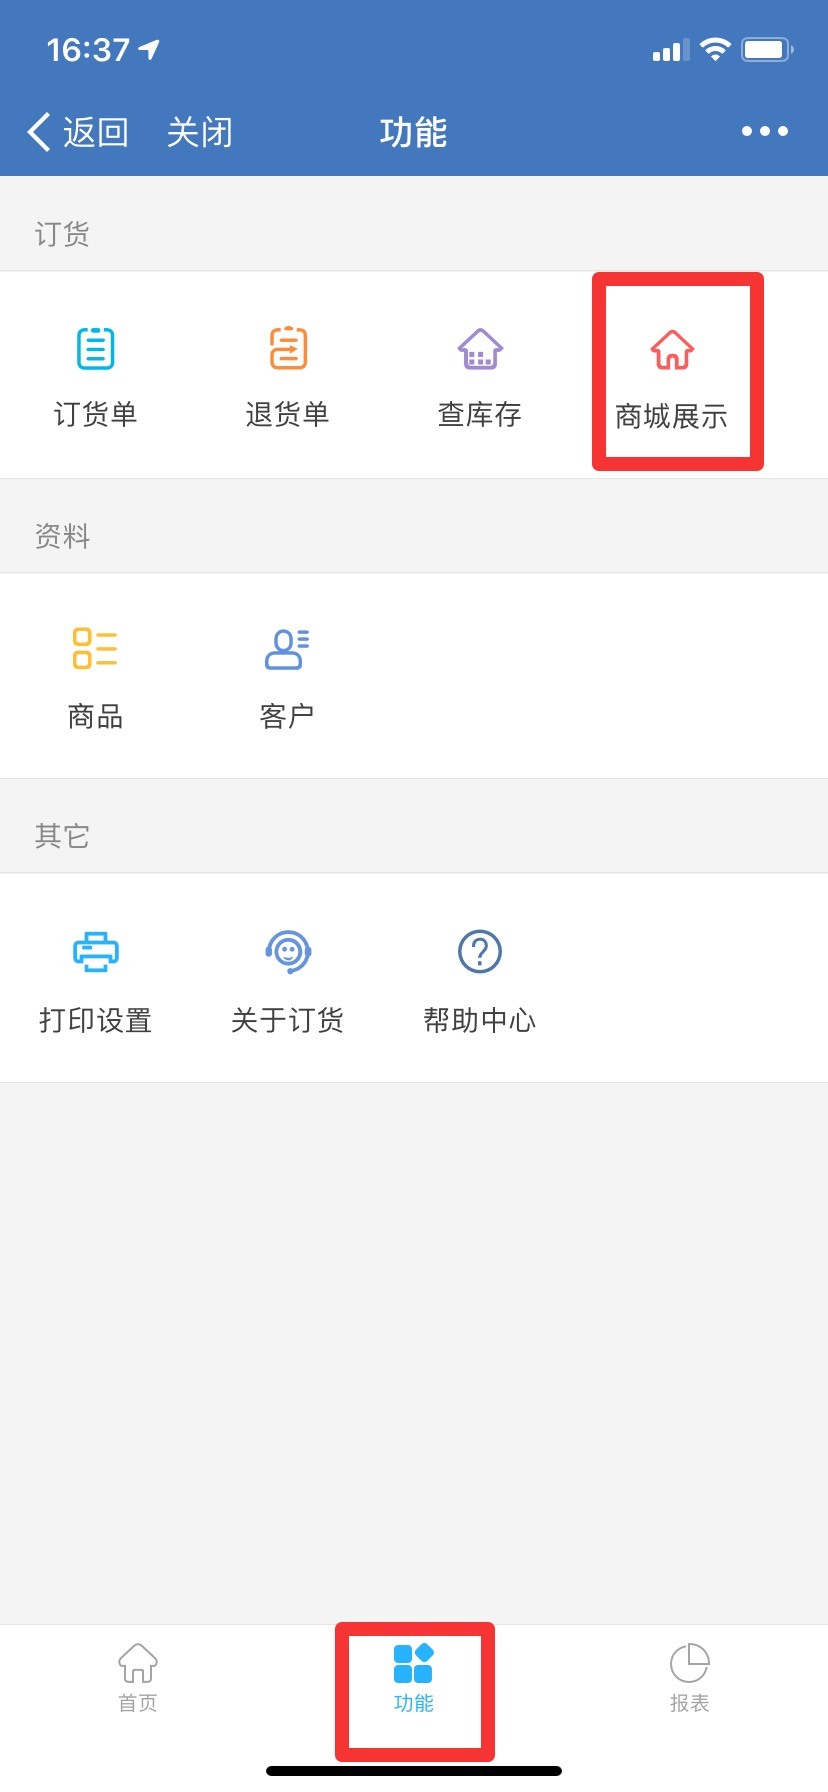 16:37
返回 关闭 功能
订货
订货单 退货单 查库存 商城展示
资料
商品 客户
其它
打印设置 关于订货 帮助中心
首页 功能 报表